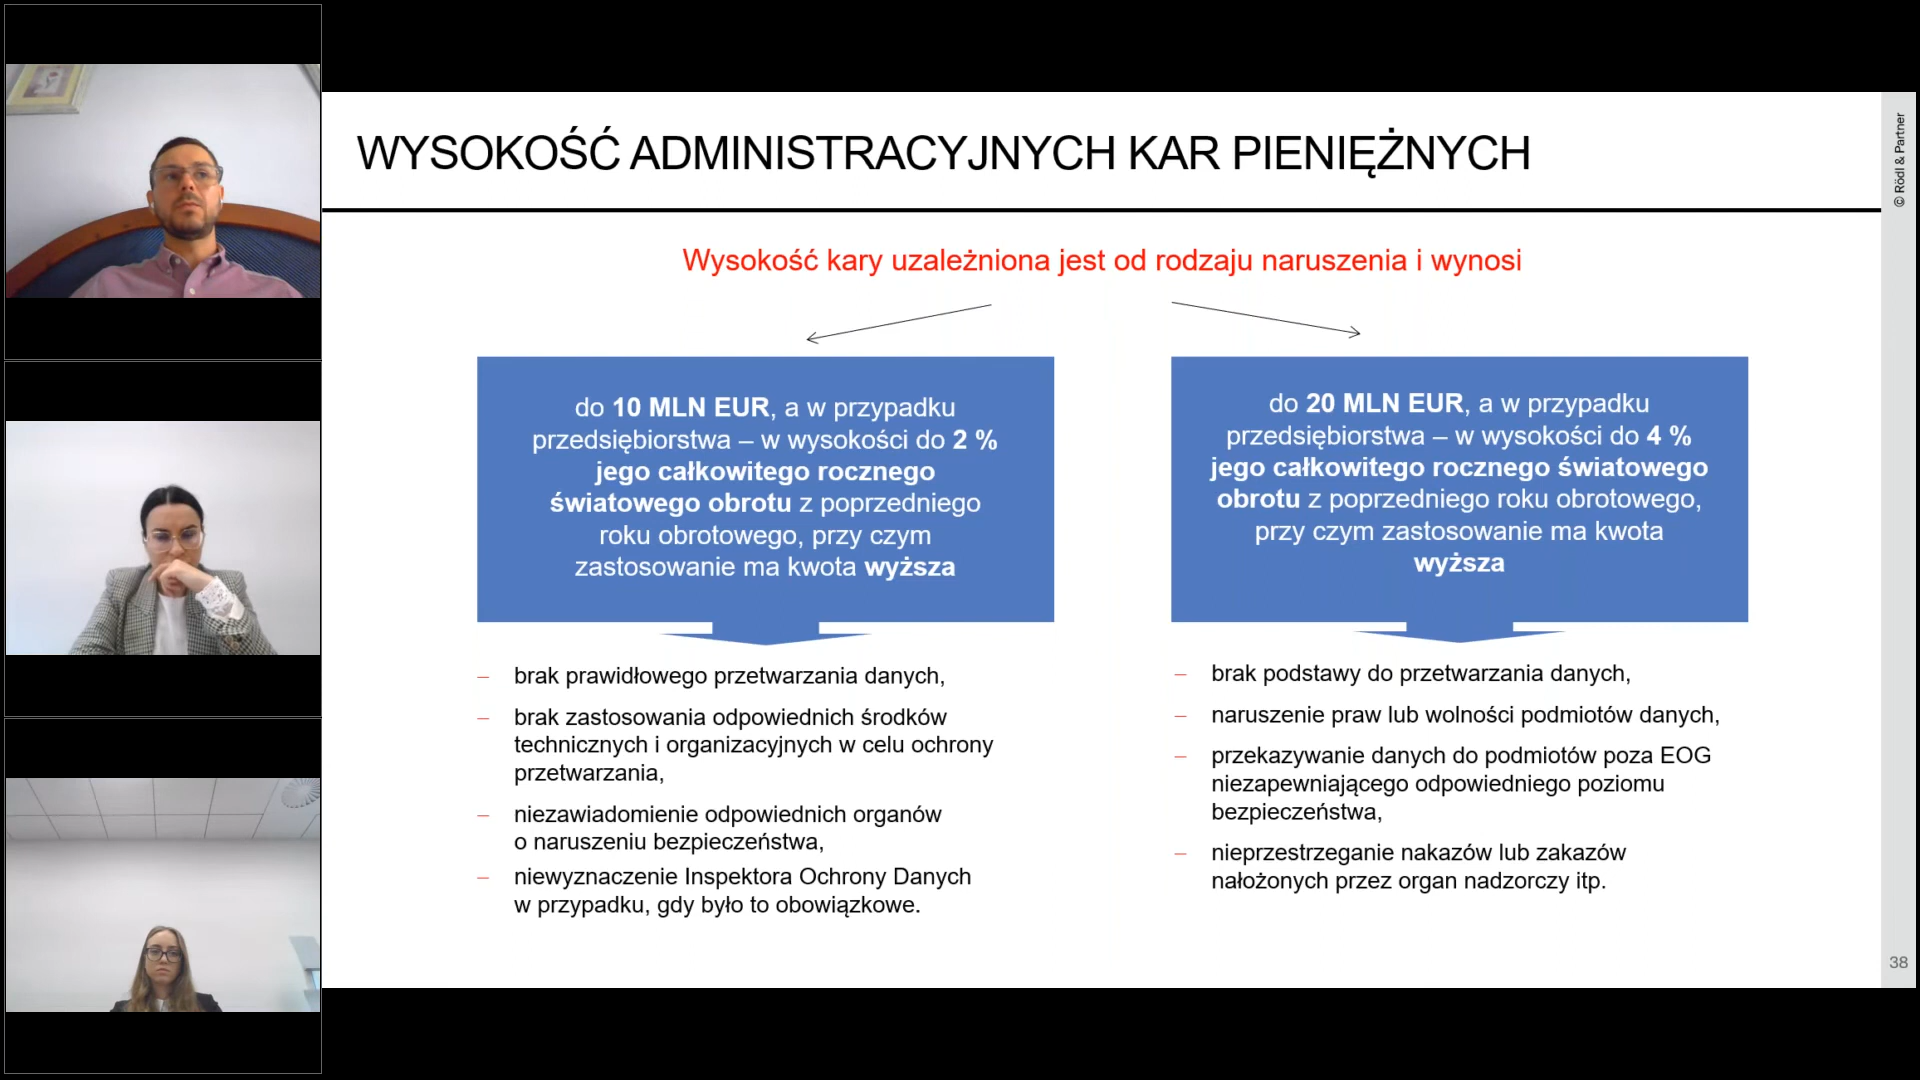 WYSOKOŚĆ ADMINISTRACYJNYCH KAR PIENIĘŻNYCH
© Rödl & Partner
Wysokość kary uzależniona jest od rodzaju naruszenia i wynosi
do 10 MLN EUR, a w przypadku
przedsiębiorstwa – w wysokości do 2 %
jego całkowitego rocznego
światowego obrotu z poprzedniego
roku obrotowego, przy czym
zastosowanie ma kwota wyższa
– brak prawidłowego przetwarzania danych,
– brak zastosowania odpowiednich środków
technicznych i organizacyjnych w celu ochrony
przetwarzania,
– niezawiadomienie odpowiednich organów
o naruszeniu bezpieczeństwa,
– niewyznaczenie Inspektora Ochrony Danych
w przypadku, gdy było to obowiązkowe.
do 20 MLN EUR, a w przypadku
przedsiębiorstwa – w wysokości do 4 %
jego całkowitego rocznego światowego
obrotu z poprzedniego roku obrotowego,
przy czym zastosowanie ma kwota
wyższa
– brak podstawy do przetwarzania danych,
– naruszenie praw lub wolności podmiotów danych,
– przekazywanie danych do podmiotów poza EOG
niezapewniającego odpowiedniego poziomu
bezpieczeństwa,
– nieprzestrzeganie nakazów lub zakazów
nałożonych przez organ nadzorczy itp.
38